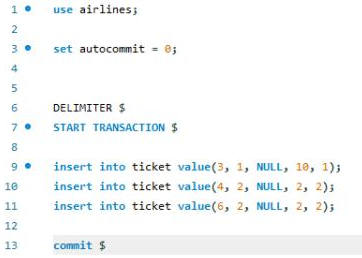 1 use airlines;
2
3 set autocommit = 0;
4
5
6 DELIMITER $
7 START TRANSACTION $
8
9 insert into ticket value(3, 1, NULL, 10, 1);
10 insert into ticket value(4, 2, NULL, 2, 2);
11 insert into ticket value(6, 2, NULL, 2, 2);
12
13 commit $